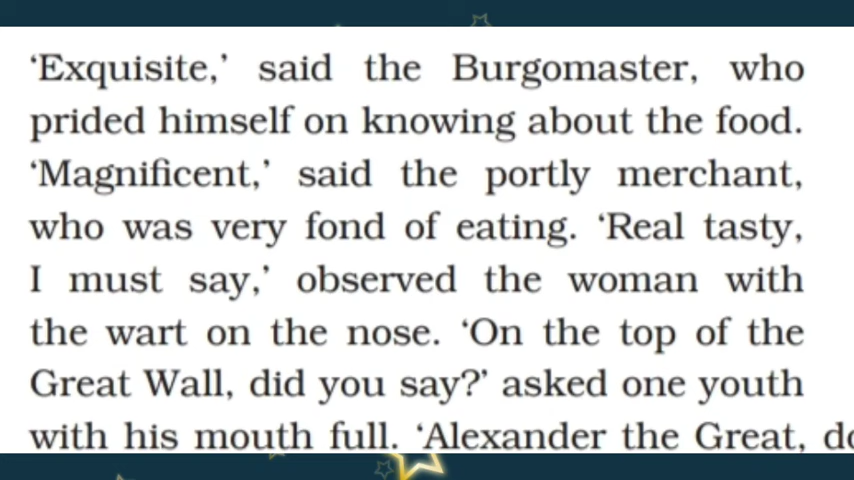 ‘Exquisite,’ said the Burgomaster, who
prided himself on knowing about the food.
‘Magnificent,’ said the portly merchant,
who was very fond of eating. ‘Real tasty,
I must say,’ observed the woman with
the wart on the nose. ‘On the top of the
Great Wall, did you say?’ asked one youth
with his mouth full. ‘Alexander the Great,